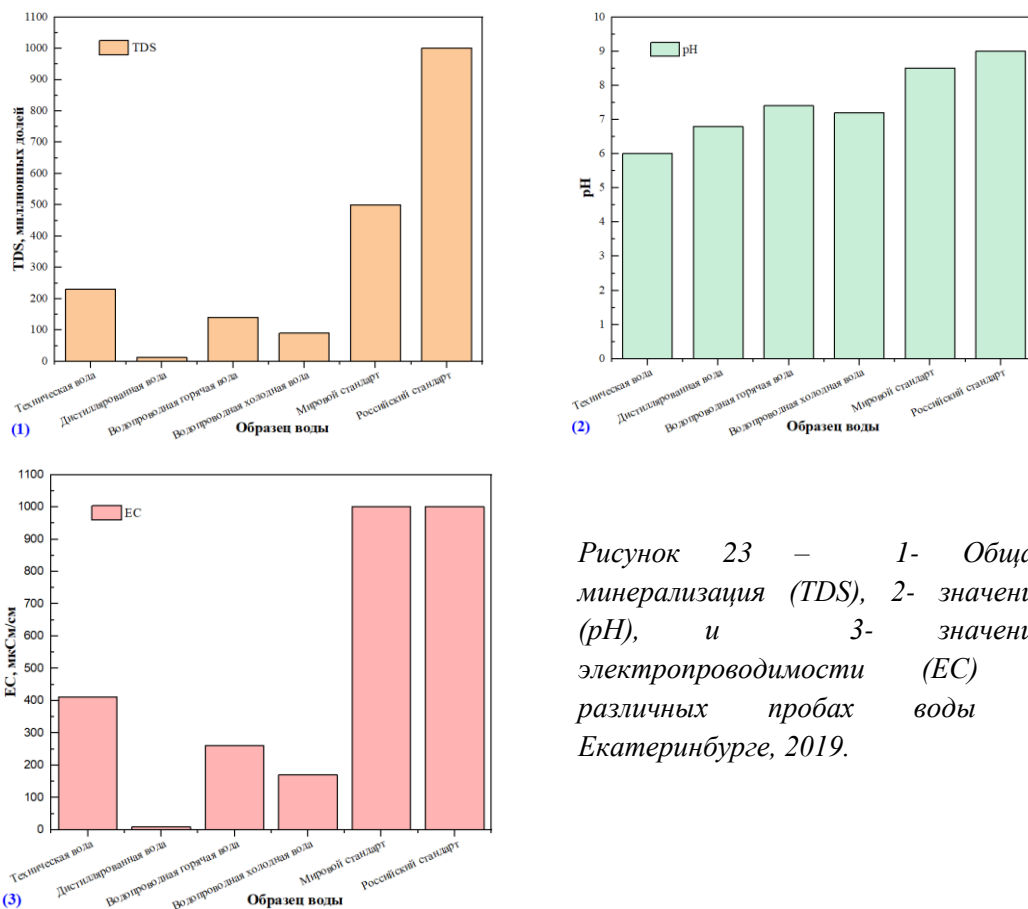 1100
1000
900
800
700
600
500
400
300
200
100
0
TDS
TDS, миллионных долей
Техническая вода
Дистиллированная вода
Водопроводная горячая вода
Водопроводная холодная вода
Мировой стандарт
Российский стандарт
(1)
Образец воды
10
9
8
7
6
5
4
3
2
1
0
pH
pH
Техническая вода
Дистиллированная вода
Водопроводная горячая вода
Водопроводная холодная вода
Мировой стандарт
Российский стандарт
(2)
Образец воды
1100
1000
900
800
700
600
500
400
300
200
100
0
EC
EC, мкСм/см
Техническая вода
Дистиллированная вода
Водопроводная горячая вода
Водопроводная холодная вода
Мировой стандарт
Российский стандарт
(3)
Образец воды
Рисунок 23 – 1- Обща
минерализация (TDS), 2- значени
(pH), и 3- значени
электропроводимости (EC)
различных пробах воды
Екатеринбурге, 2019.